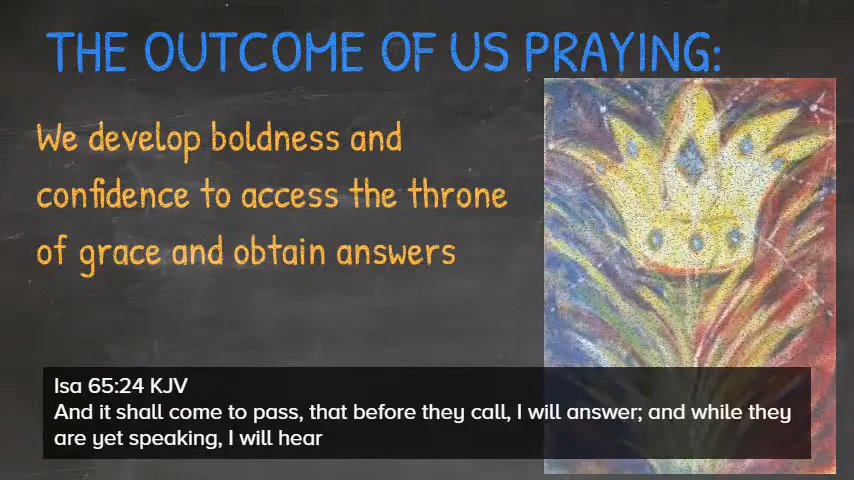 THE OUTCOME OF US PRAYING:
We develop boldness and
confidence to access the throne
of grace and obtain answers
Isa 65:24 KJV
And it shall come to pass, that before they call, I will answer; and while they
are yet speaking, I will hear